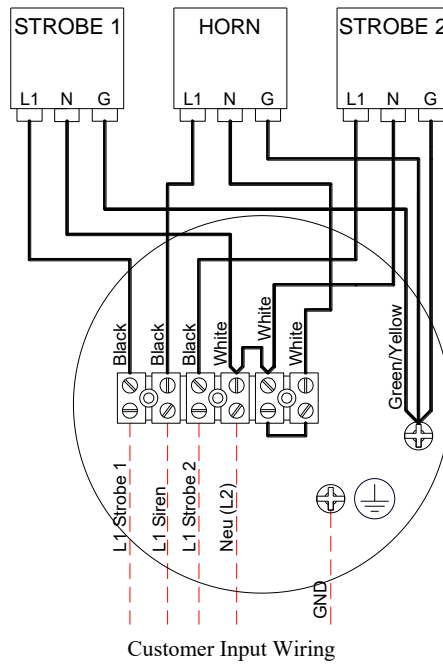 STROBE 1
HORN
STROBE 2
L1 N G
L1 N G
L1 N G
Black
Black
Black
White
White
White
Green/Yellow
L1 Strobe 1
L1 Siren
L1 Strobe 2
Neu (L2)
GND
Customer Input Wiring